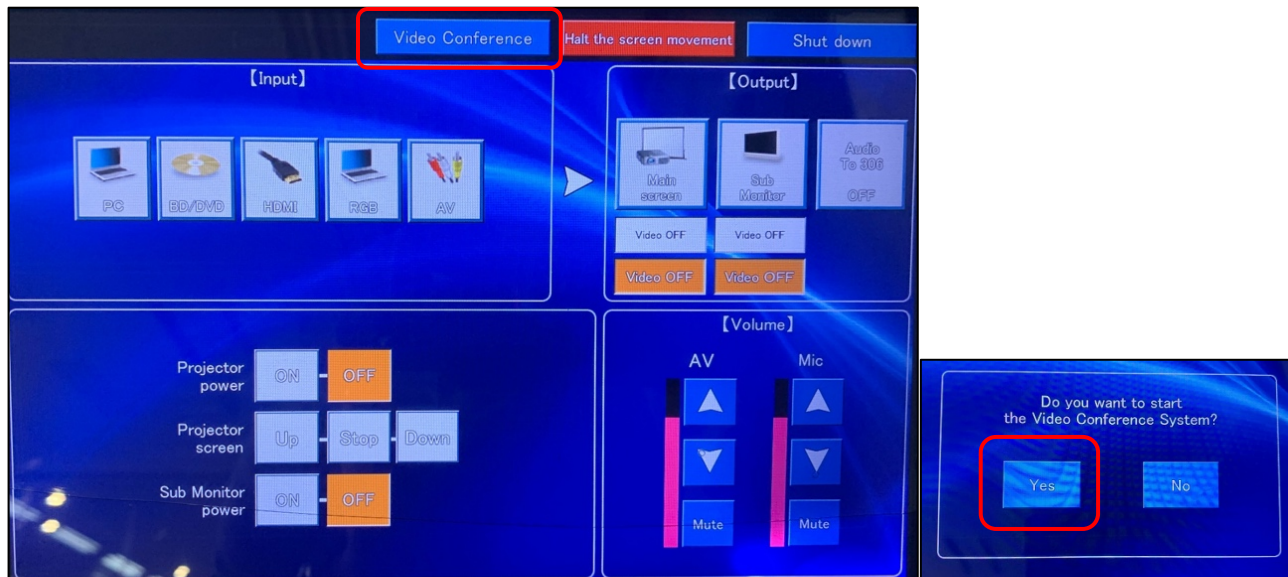 Video Conference
Halt the screen movement
Shut down
【Input】
PC
BD/DVD
HDMI
RGB
AV
【Output】
Main
screen
Sub
Monitor
Audio
To 306
OFF
Video OFF
Video OFF
Video OFF
Video OFF
Projector
power
ON
OFF
Projector
screen
Up
Stop
Down
Sub Monitor
power
ON
OFF
【Volume】
AV
Mic
Mute
Mute
Do you want to start
the Video Conference System?
Yes
No